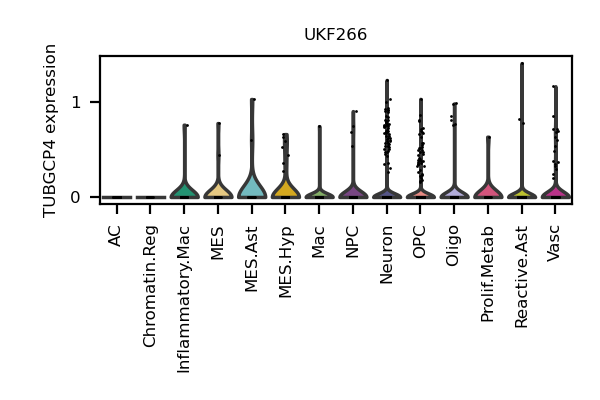 UKF266
TUBGCP4 expression
1
0
AC
Chromatin.Reg
Inflammatory.Mac
MES
MES.Ast
MES.Hyp
Mac
NPC
Neuron
OPC
Oligo
Prolif.Metab
Reactive.Ast
Vasc